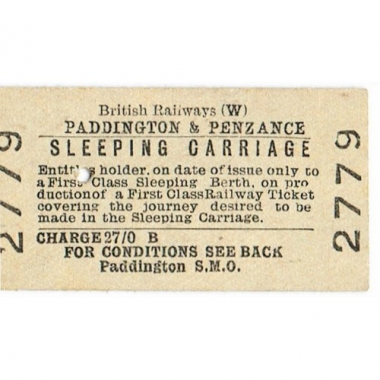 British Railways (W)
PADDINGTON & PENZANCE
SLEEPING CARRIAGE
Entitles holder, on date of issue only to
a First Class Sleeping Berth, on pro
duction of a First Class Railway Ticket
covering the journey desired to be
made in the Sleeping Carriage.
CHARGE 27/0 B
FOR CONDITIONS SEE BACK
Paddington S.M.O.
2779
2779